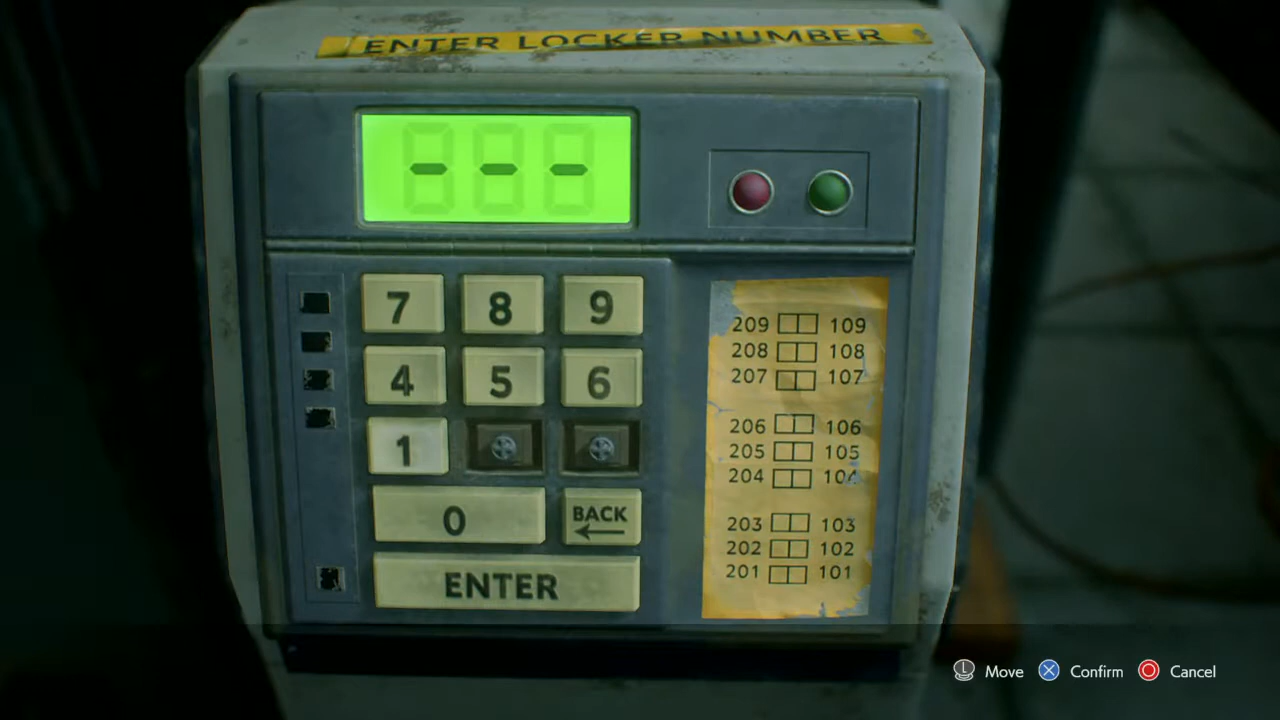 ENTER LOCKER NUMBER
- - -
7 8 9
4 5 6
1
0 BACK
ENTER
209 109
208 108
207 107
206 106
205 105
204 104
203 103
202 102
201 101
Move Confirm Cancel